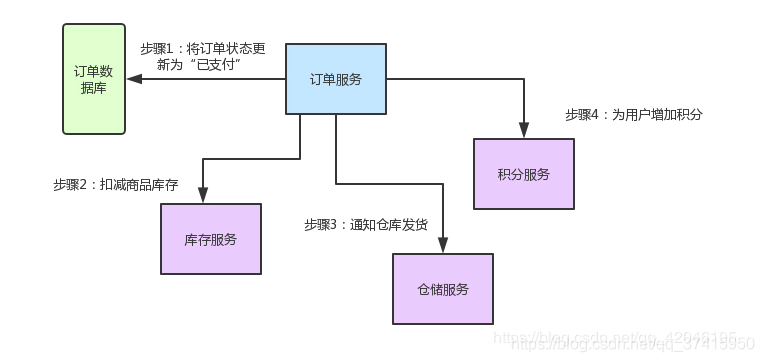 步骤1：将订单状态更
新为“已支付”
订单数
据库
订单服务
步骤4：为用户增加积分
积分服务
步骤2：扣减商品库存
步骤3：通知仓库发货
库存服务
仓储服务
https://blog.csdn.net/qq_37415950